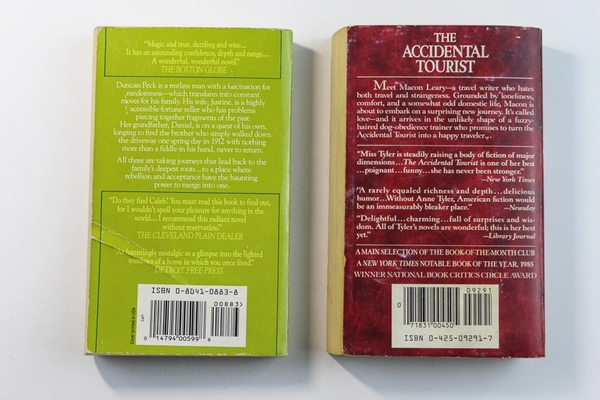 "Magic and true, dazzling and wise...
It has an astounding confidence, depth and range...
A wonderful, wonderful novel."
THE BOSTON GLOBE
Duncan Peck is a restless man with a fascination for
randomness—which translates into constant
moves for his family. His wife, Justine, is a highly
accessible fortune teller who has problems
piecing together fragments of the past.
Her grandfather, Daniel, is on a quest of his own,
longing to find the brother who simply walked down
the driveway one spring day in 1912 with nothing
more than a fiddle in his hand, never to return.
All three are taking journeys that lead back to the
family's deepest roots...to a place where
rebellion and acceptance have the haunting
power to merge into one.
"Do they find Caleb? You must read this book to find out,
for I wouldn't spoil your pleasure for anything in the
world....I recommend this radiant novel
without reservation."
THE CLEVELAND PLAIN DEALER
"As hauntingly nostalgic as a glimpse into the lighted
windows of a home in which you once lived."
DETROIT FREE PRESS
ISBN 0-8041-0883-8
00883>
0 14794 00599 8
Cover printed in USA
THE
ACCIDENTAL
TOURIST
Meet Macon Leary—a travel writer who hates
both travel and strangeness. Grounded by loneliness,
comfort, and a somewhat odd domestic life, Macon is
about to embark on a surprising new journey. It's called
love—and it arrives in the unlikely shape of a fuzzy-
haired dog-obedience trainer who promises to turn the
Accidental Tourist into a happy traveler...
"Miss Tyler is steadily raising a body of fiction of major
dimensions...The Accidental Tourist is one of her best
...poignant...funny...she has never been stronger."
—New York Times
"A rarely equaled richness and depth...delicious
humor...Without Anne Tyler, American fiction would
be an immeasurably bleaker place." —Newsday
"Delightful...charming...full of surprises and wis-
dom. All of Tyler's novels are wonderful; this is her best
yet." —Library Journal
A MAIN SELECTION OF THE BOOK-OF-THE-MONTH CLUB
A NEW YORK TIMES NOTABLE BOOK OF THE YEAR, 1985
WINNER NATIONAL BOOK CRITICS CIRCLE AWARD
09291
0 71831 00450
ISBN 0-425-09291-7